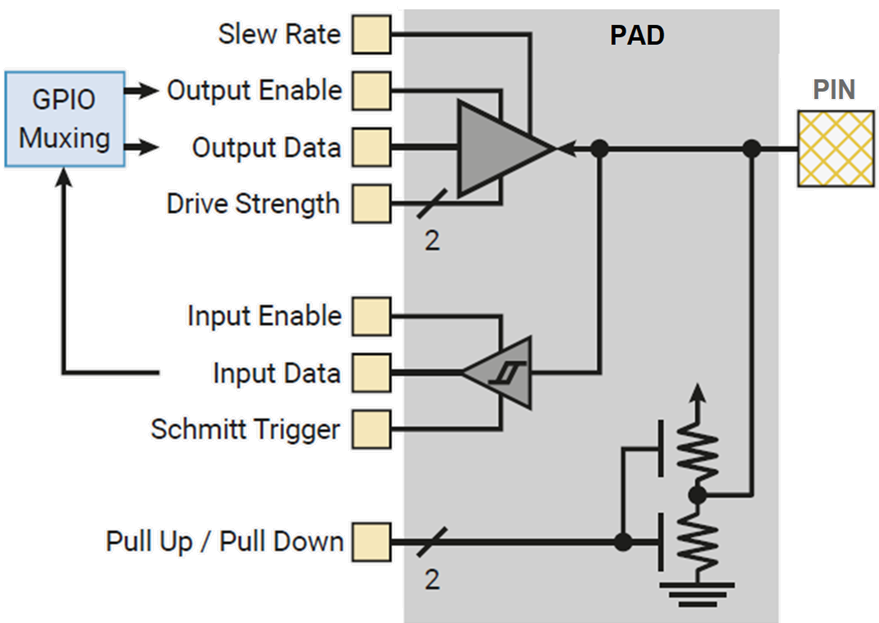 Slew Rate
PAD
GPIO
Muxing
Output Enable
PIN
Output Data
Drive Strength
2
Input Enable
Input Data
Schmitt Trigger
Pull Up / Pull Down
2